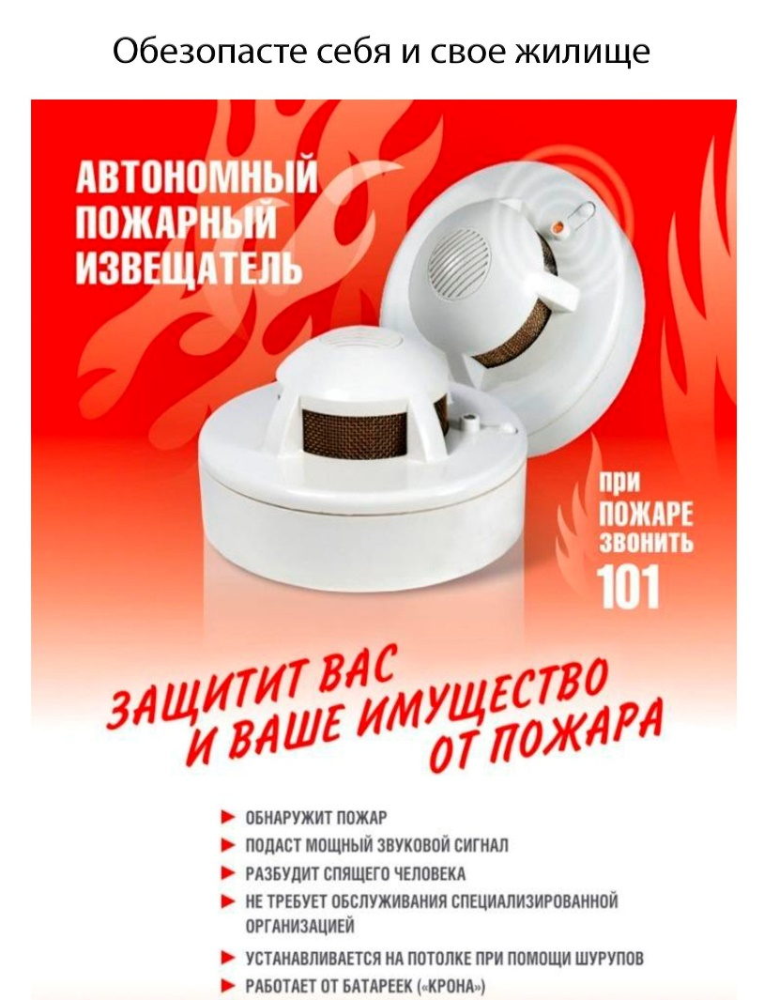 Обезопасте себя и свое жилище
АВТОНОМНЫЙ
ПОЖАРНЫЙ
ИЗВЕЩАТЕЛЬ
при
ПОЖАРЕ
ЗВОНИТЬ
101
ЗАЩИТИТ ВАС
И ВАШЕ ИМУЩЕСТВО
ОТ ПОЖАРА
► ОБНАРУЖИТ ПОЖАР
► ПОДАСТ МОЩНЫЙ ЗВУКОВОЙ СИГНАЛ
► РАЗБУДИТ СПЯЩЕГО ЧЕЛОВЕКА
► НЕ ТРЕБУЕТ ОБСЛУЖИВАНИЯ СПЕЦИАЛИЗИРОВАННОЙ
ОРГАНИЗАЦИЕЙ
► УСТАНАВЛИВАЕТСЯ НА ПОТОЛКЕ ПРИ ПОМОЩИ ШУРУПОВ
► РАБОТАЕТ ОТ БАТАРЕЕК («КРОНА»)